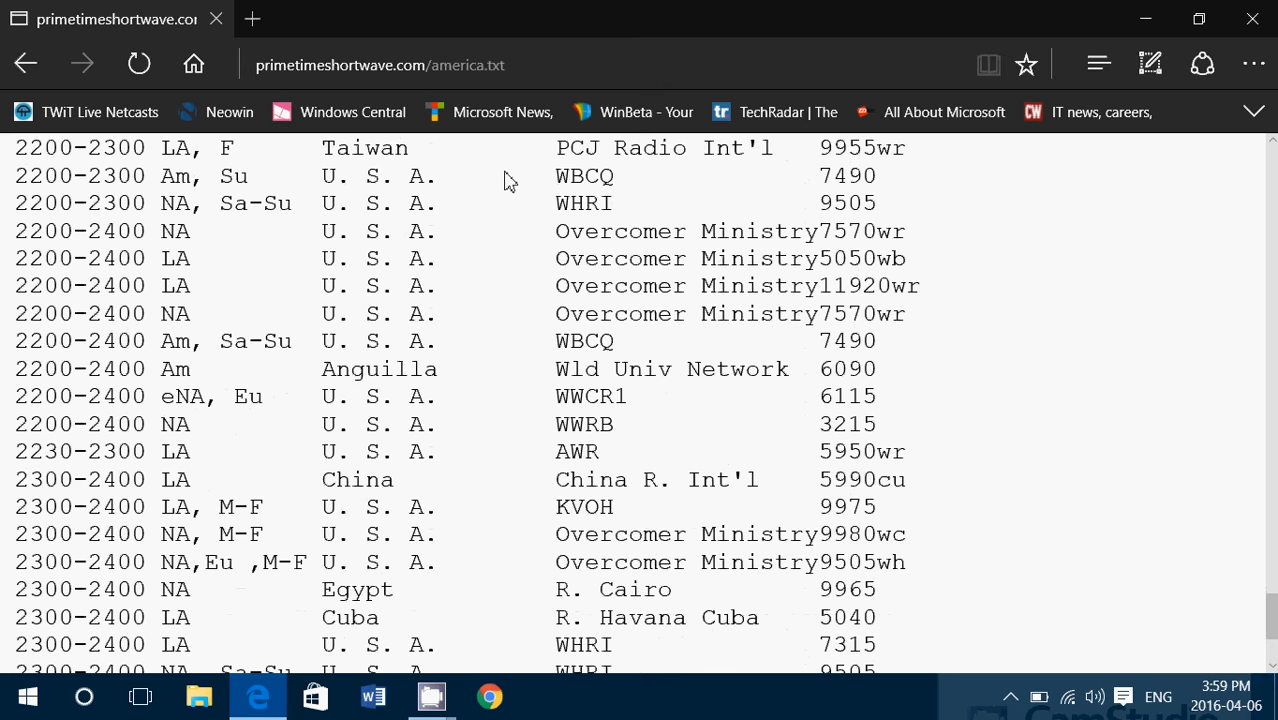 primetimeshortwave.co
primetimeshortwave.com/america.txt
TWiT Live Netcasts Neowin Windows Central Microsoft News, WinBeta - Your TechRadar | The All About Microsoft IT news, careers,
2200-2300 LA, F Taiwan PCJ Radio Int'l 9955wr
2200-2300 Am, Su U. S. A. WBCQ 7490
2200-2300 NA, Sa-Su U. S. A. WHRI 9505
2200-2400 NA U. S. A. Overcomer Ministry7570wr
2200-2400 LA U. S. A. Overcomer Ministry5050wb
2200-2400 LA U. S. A. Overcomer Ministry11920wr
2200-2400 NA U. S. A. Overcomer Ministry7570wr
2200-2400 Am, Sa-Su U. S. A. WBCQ 7490
2200-2400 Am Anguilla Wld Univ Network 6090
2200-2400 eNA, Eu U. S. A. WWCR1 6115
2200-2400 NA U. S. A. WWRB 3215
2230-2330 LA U. S. A. AWR 5950wr
2300-2400 LA China China R. Int'l 5990cu
2300-2400 LA, M-F U. S. A. KVOH 9975
2300-2400 NA, M-F U. S. A. Overcomer Ministry9980wc
2300-2400 NA,Eu ,M-F U. S. A. Overcomer Ministry9505wh
2300-2400 NA Egypt R. Cairo 9965
2300-2400 LA Cuba R. Havana Cuba 5040
2300-2400 LA U. S. A. WHRI 7315
2300-2400 NA, Sa-Su U. S. A. WHRI 9505
ENG 3:59 PM
2016-04-06